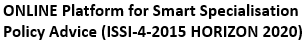 ONLINE Platform for Smart Specialisation
Policy Advice (ISSI-4-2015 HORIZON 2020)